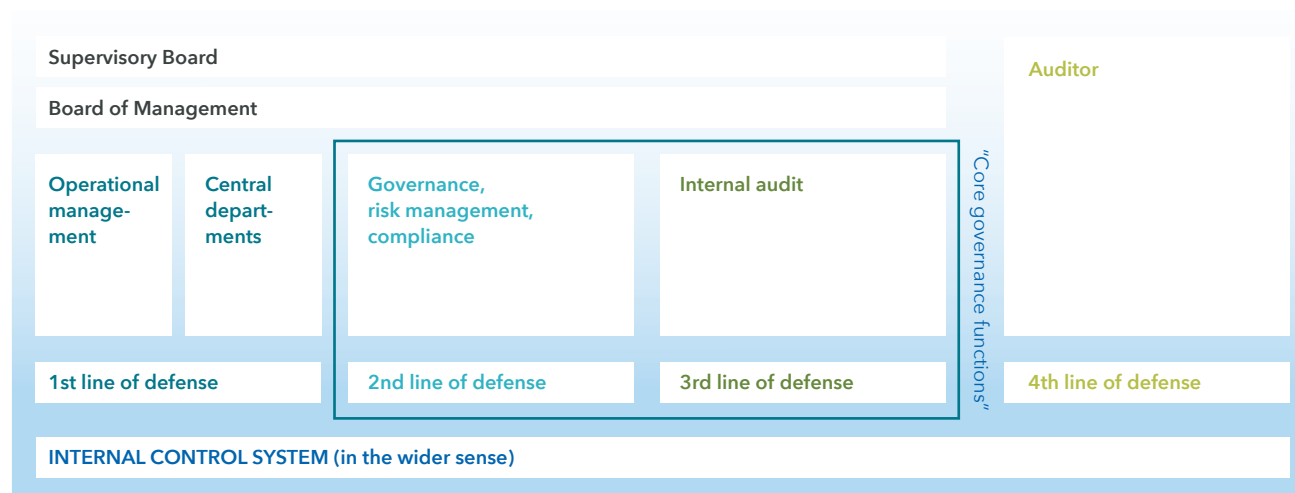 Supervisory Board
Board of Management
Operational
manage-
ment
Central
depart-
ments
Governance,
risk management,
compliance
Internal audit
"Core governance functions"
Auditor
1st line of defense
2nd line of defense
3rd line of defense
4th line of defense
INTERNAL CONTROL SYSTEM (in the wider sense)